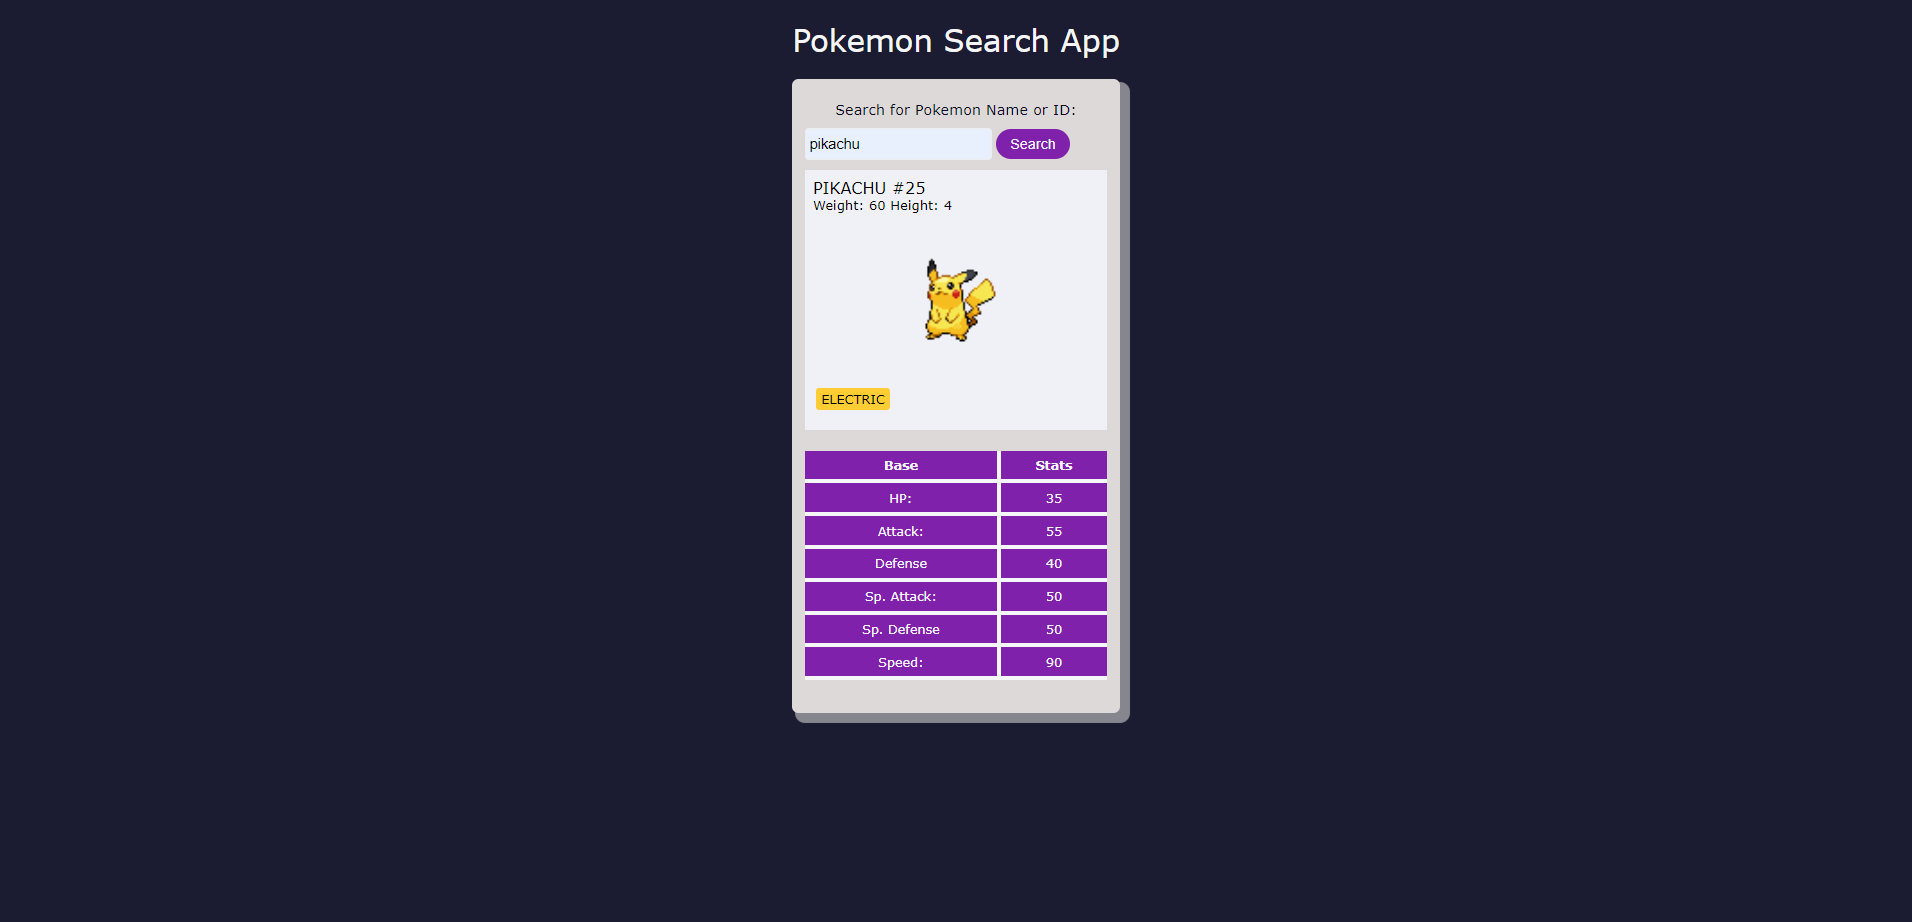 Pokemon Search App
Search for Pokemon Name or ID:
pikachu Search
PIKACHU #25
Weight: 60 Height: 4
ELECTRIC
Base Stats
HP: 35
Attack: 55
Defense 40
Sp. Attack: 50
Sp. Defense 50
Speed: 90